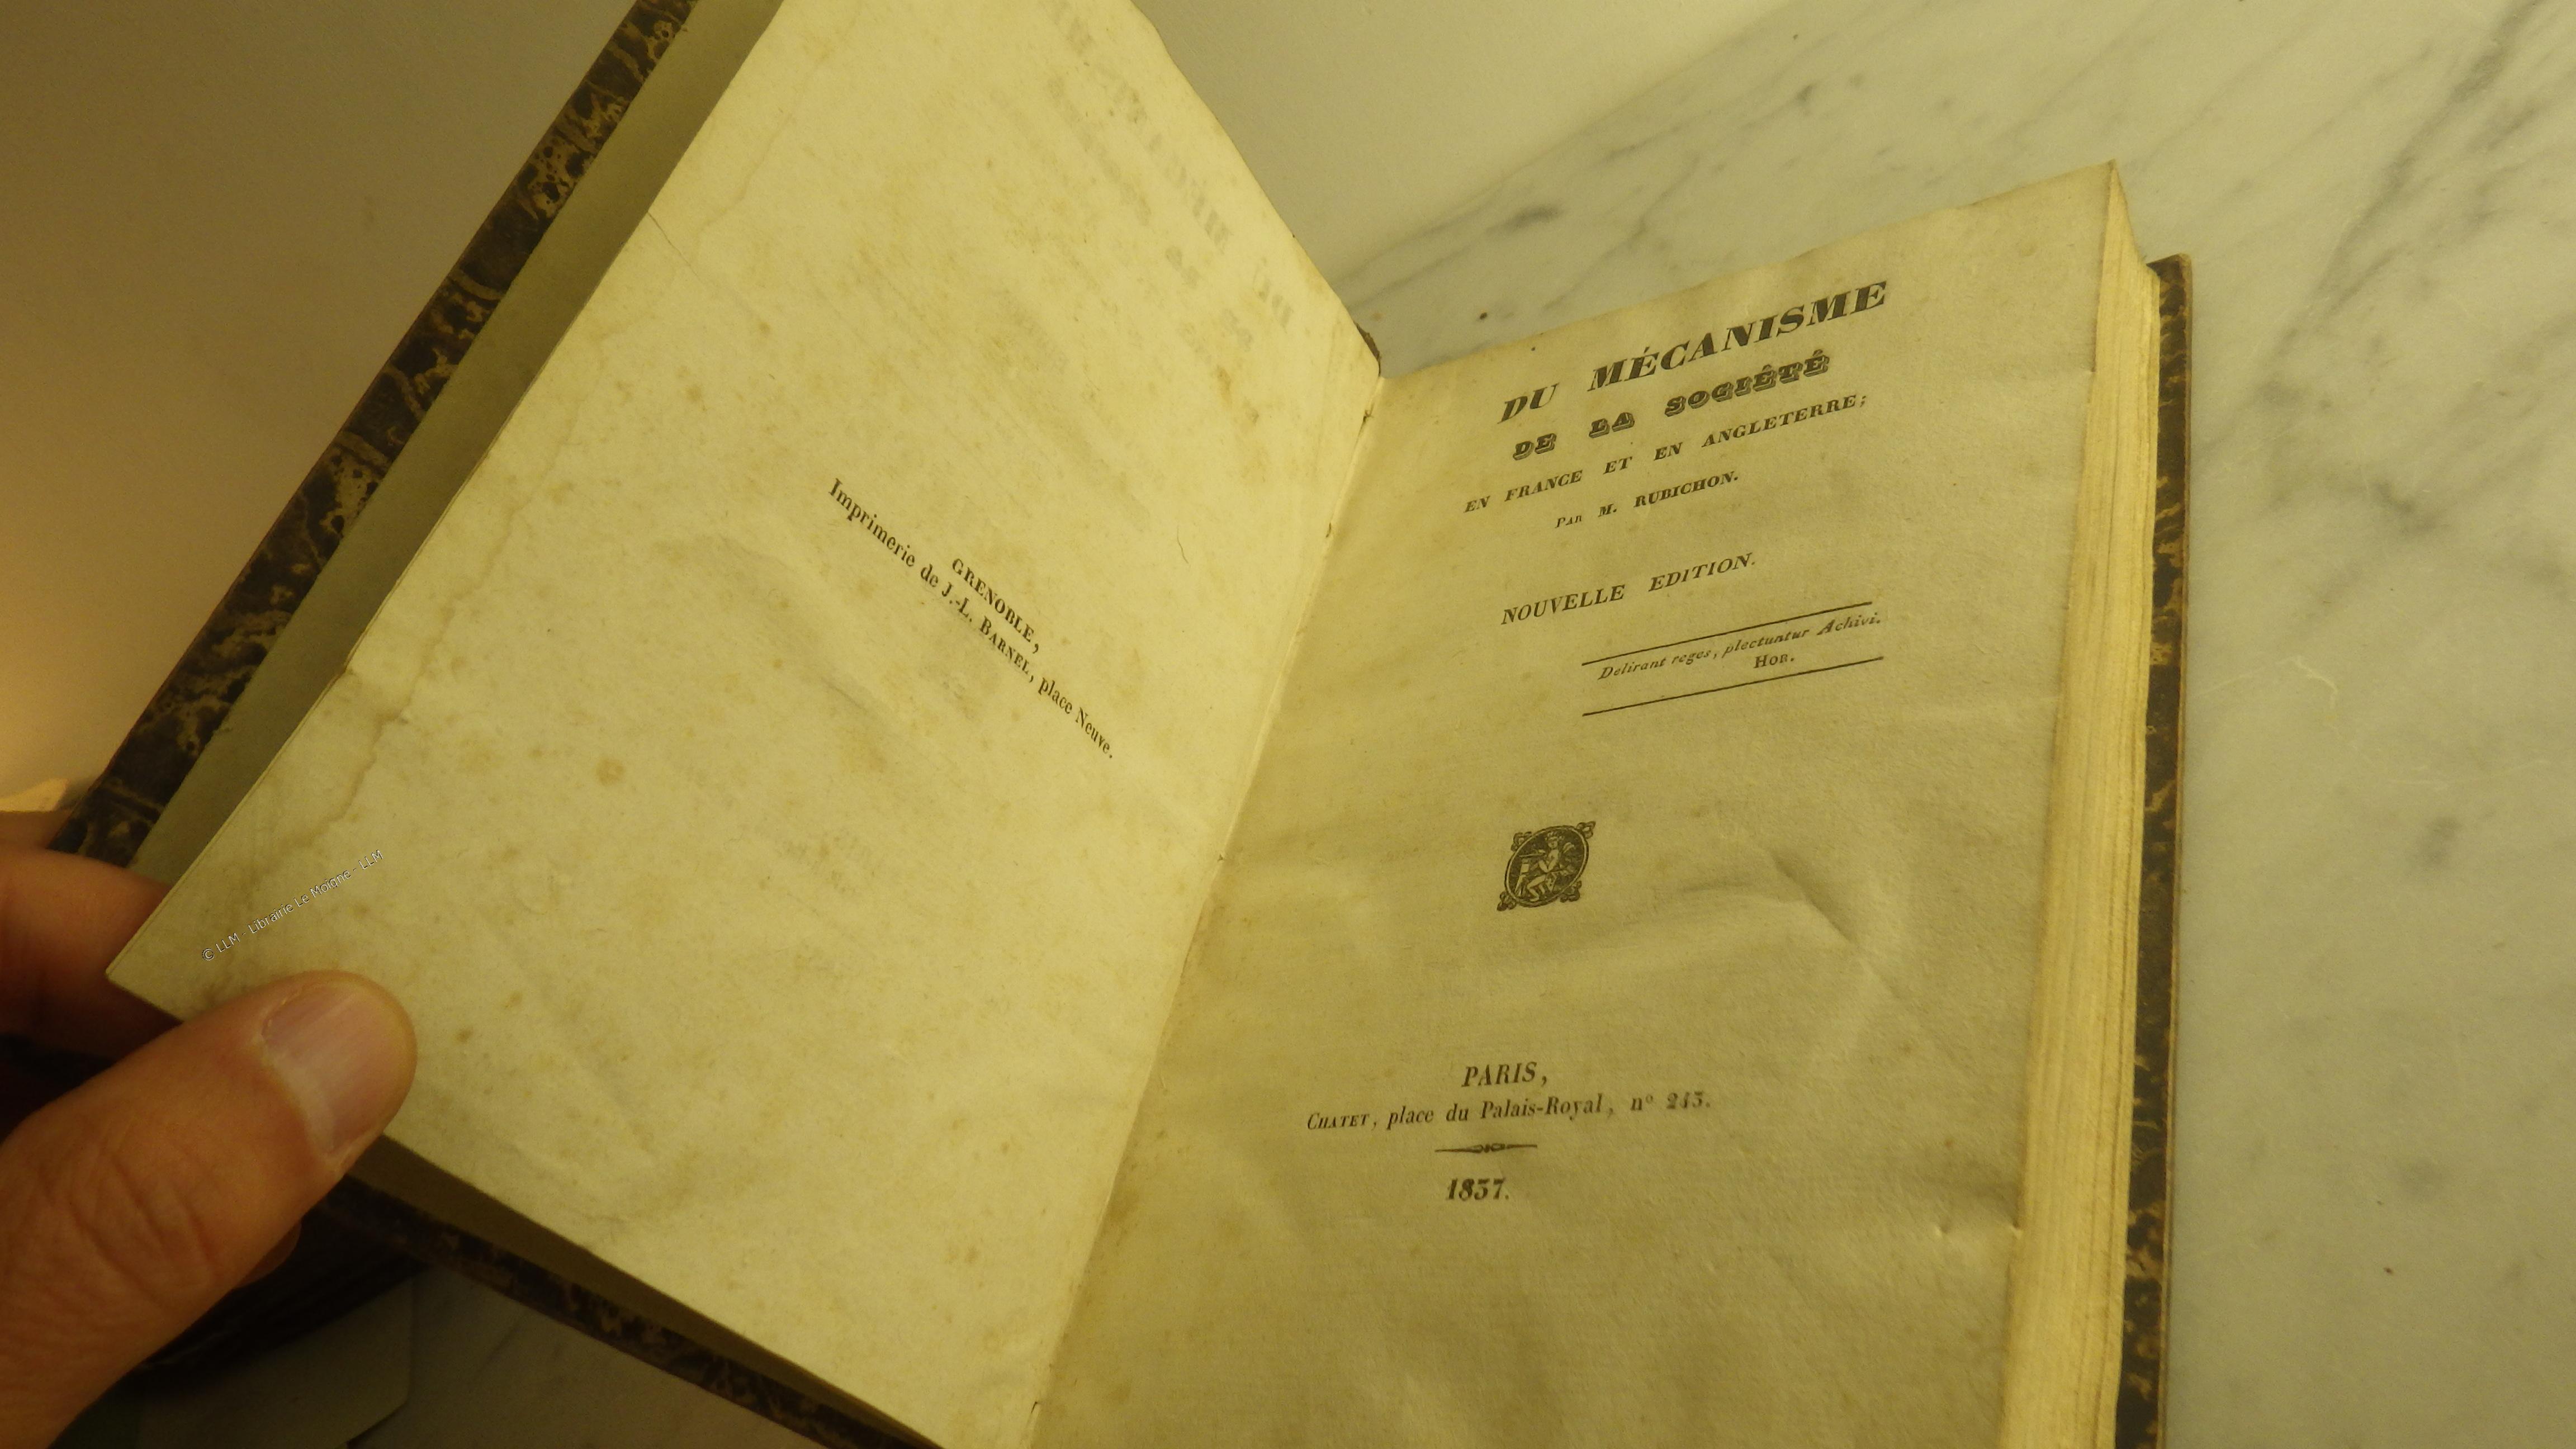 GRENOBLE,
Imprimerie de J.-L. BARNEL, place Neuve.
© LLM - Librairie Le Moigne - LLM
DU MÉCANISME
DE LA SOCIÉTÉ
EN FRANCE ET EN ANGLETERRE;
PAR M. RUBICHON.
NOUVELLE EDITION.
Delirant reges, plectuntur Achivi.
HOR.
PARIS,
CHATET, place du Palais-Royal, nº 243.
1837.